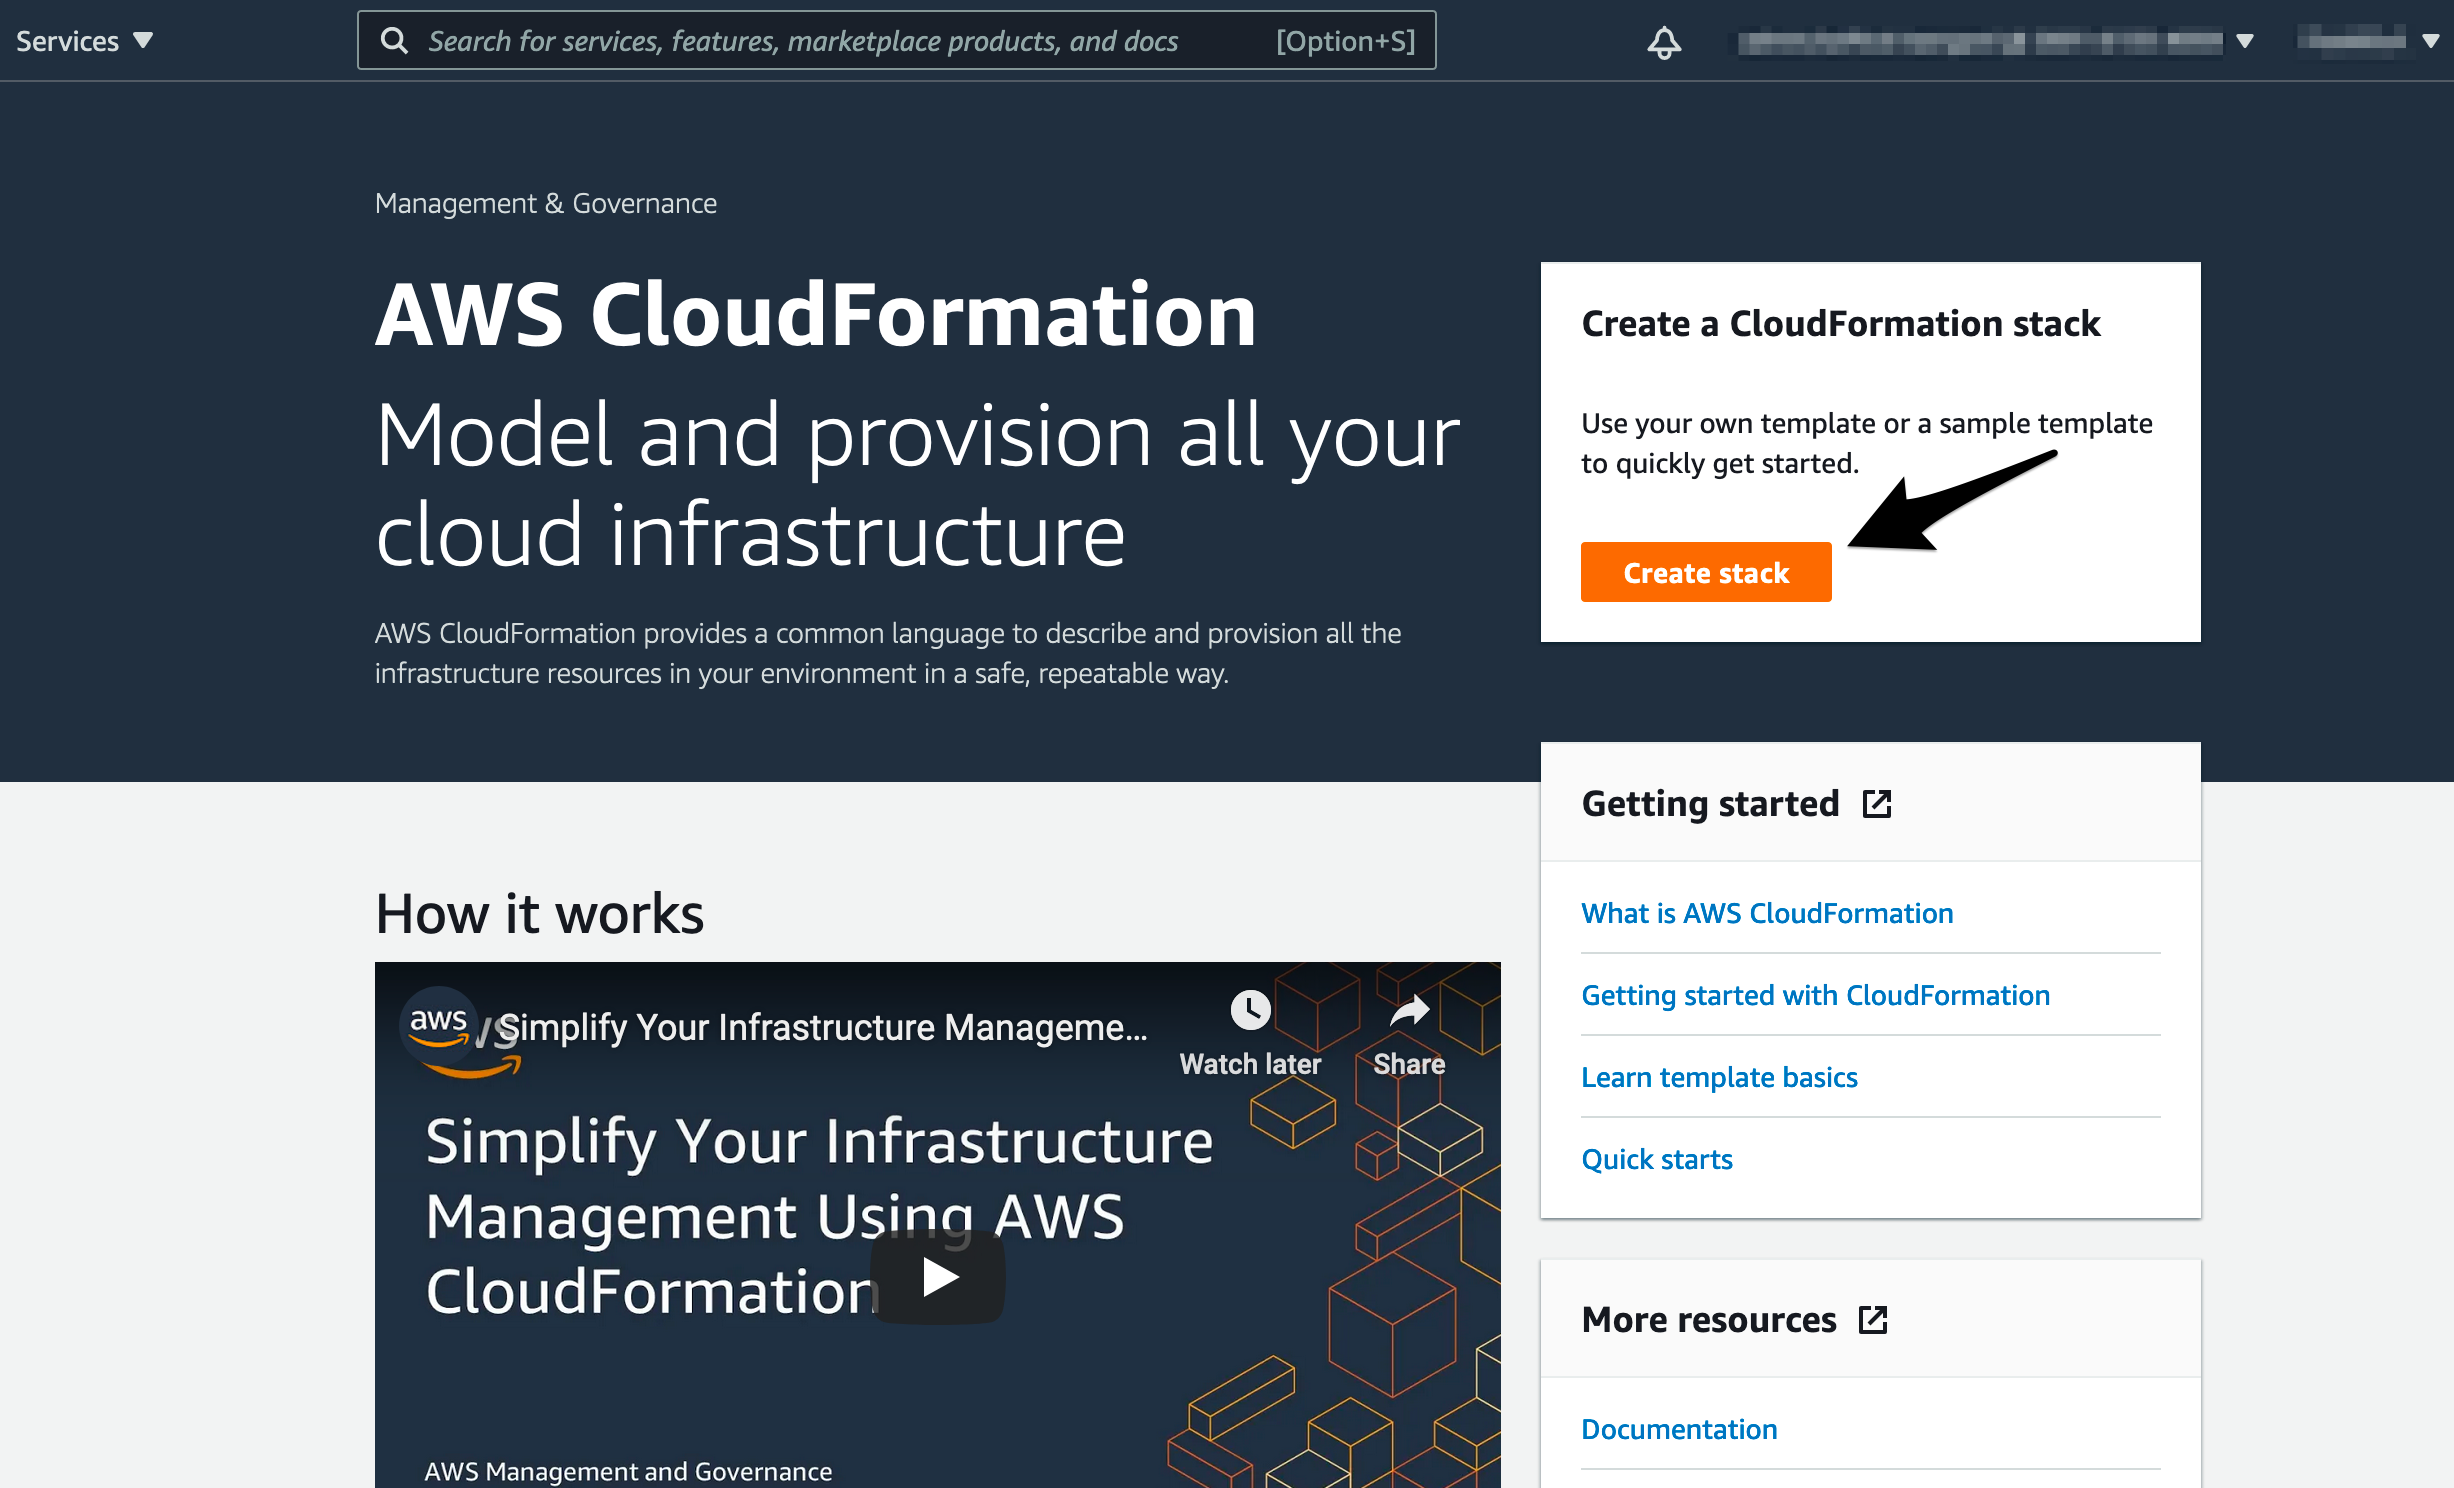 Services
Search for services, features, marketplace products, and docs [Option+S]
Management & Governance
AWS CloudFormation
Model and provision all your
cloud infrastructure
AWS CloudFormation provides a common language to describe and provision all the
infrastructure resources in your environment in a safe, repeatable way.
Create a CloudFormation stack
Use your own template or a sample template
to quickly get started.
Create stack
Getting started
What is AWS CloudFormation
Getting started with CloudFormation
Learn template basics
Quick starts
More resources
Documentation
How it works
aws
Simplify Your Infrastructure Manageme...
Watch later
Share
Simplify Your Infrastructure
Management Using AWS
CloudFormation
AWS Management and Governance